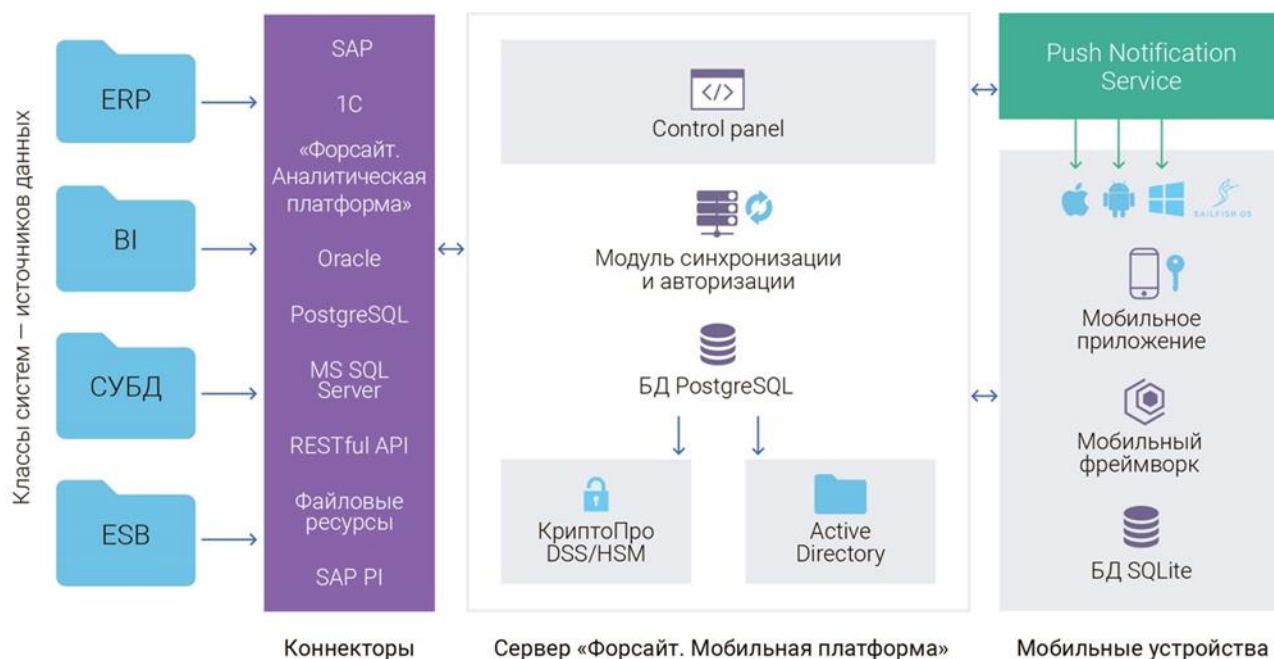 Классы систем — источников данных
ERP
BI
СУБД
ESB
SAP
1С
«Форсайт.
Аналитическая
платформа»
Oracle
PostgreSQL
MS SQL
Server
RESTful API
Файловые
ресурсы
SAP PI
Коннекторы
</>
Control panel
Модуль синхронизации
и авторизации
БД PostgreSQL
КриптоПро
DSS/HSM
Active
Directory
Сервер «Форсайт. Мобильная платформа»
Push Notification
Service
SAILFISH OS
Мобильное
приложение
Мобильный
фреймворк
БД SQLite
Мобильные устройства